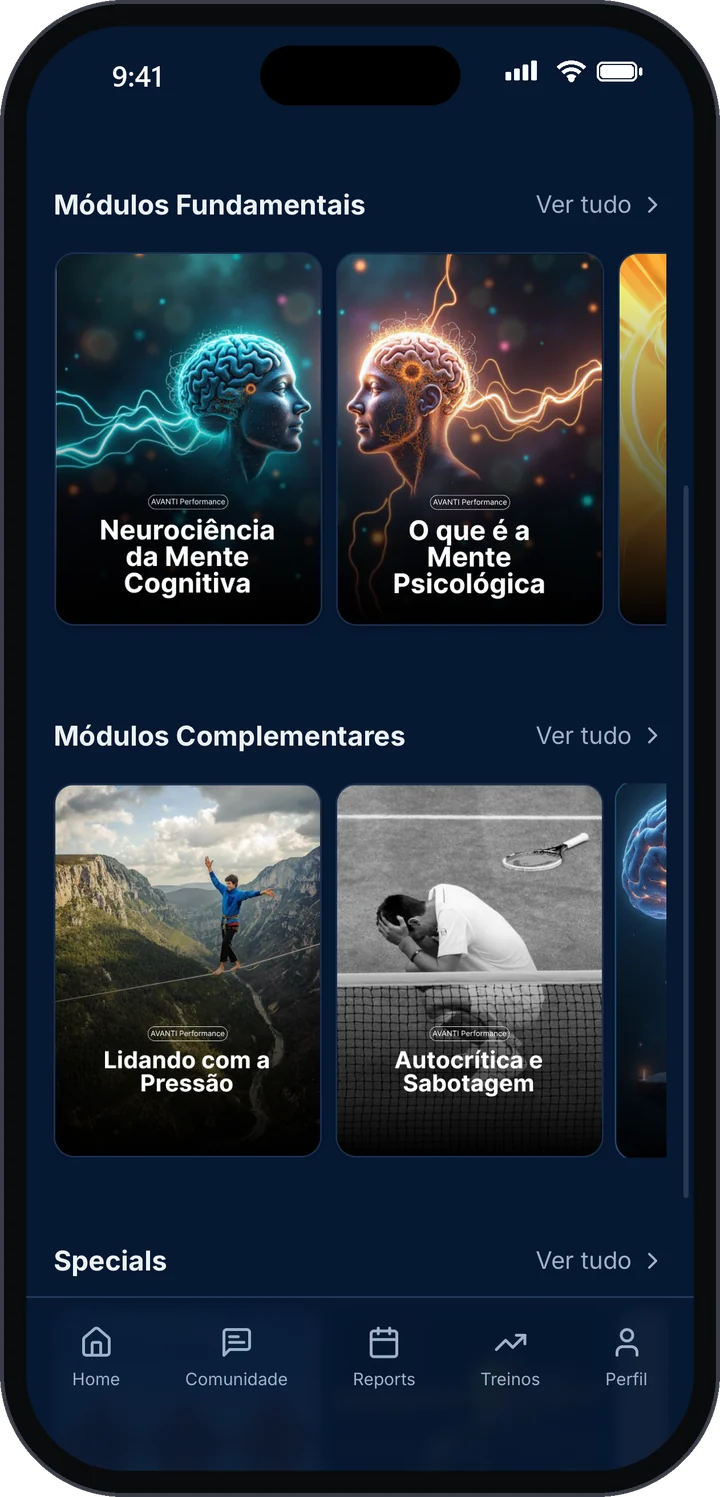 9:41
Módulos Fundamentais
Ver tudo
AVANTI Performance
Neurociência
da Mente
Cognitiva
AVANTI Performance
O que é a
Mente
Psicológica
Módulos Complementares
Ver tudo
AVANTI Performance
Lidando com a
Pressão
AVANTI Performance
Autocrítica e
Sabotagem
Specials
Ver tudo
Home
Comunidade
Reports
Treinos
Perfil